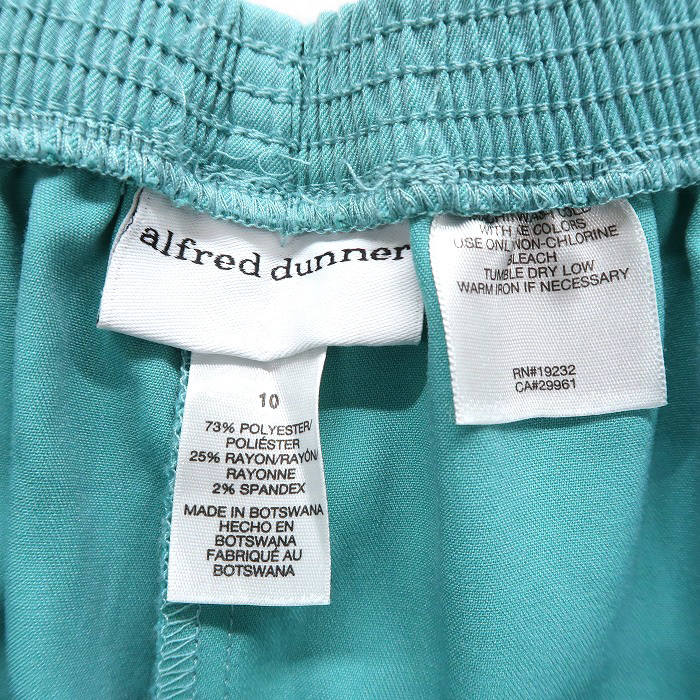 alfred dunner
10
73% POLYESTER/
POLIÉSTER
25% RAYON/RAYÓN/
RAYONNE
2% SPANDEX
MADE IN BOTSWANA
HECHO EN
BOTSWANA
FABRIQUÉ AU
BOTSWANA
COLORS
USE ONLY NON-CHLORINE
BLEACH
TUMBLE DRY LOW
WARM IRON IF NECESSARY
RN#19232
CA#29961